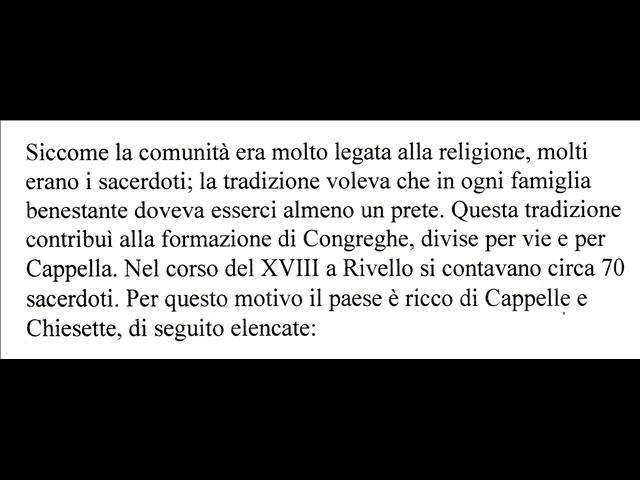 Siccome la comunità era molto legata alla religione, molti
erano i sacerdoti; la tradizione voleva che in ogni famiglia
benestante doveva esserci almeno un prete. Questa tradizione
contribuì alla formazione di Congreghe, divise per vie e per
Cappella. Nel corso del XVIII a Rivello si contavano circa 70
sacerdoti. Per questo motivo il paese è ricco di Cappelle e
Chiesette, di seguito elencate: